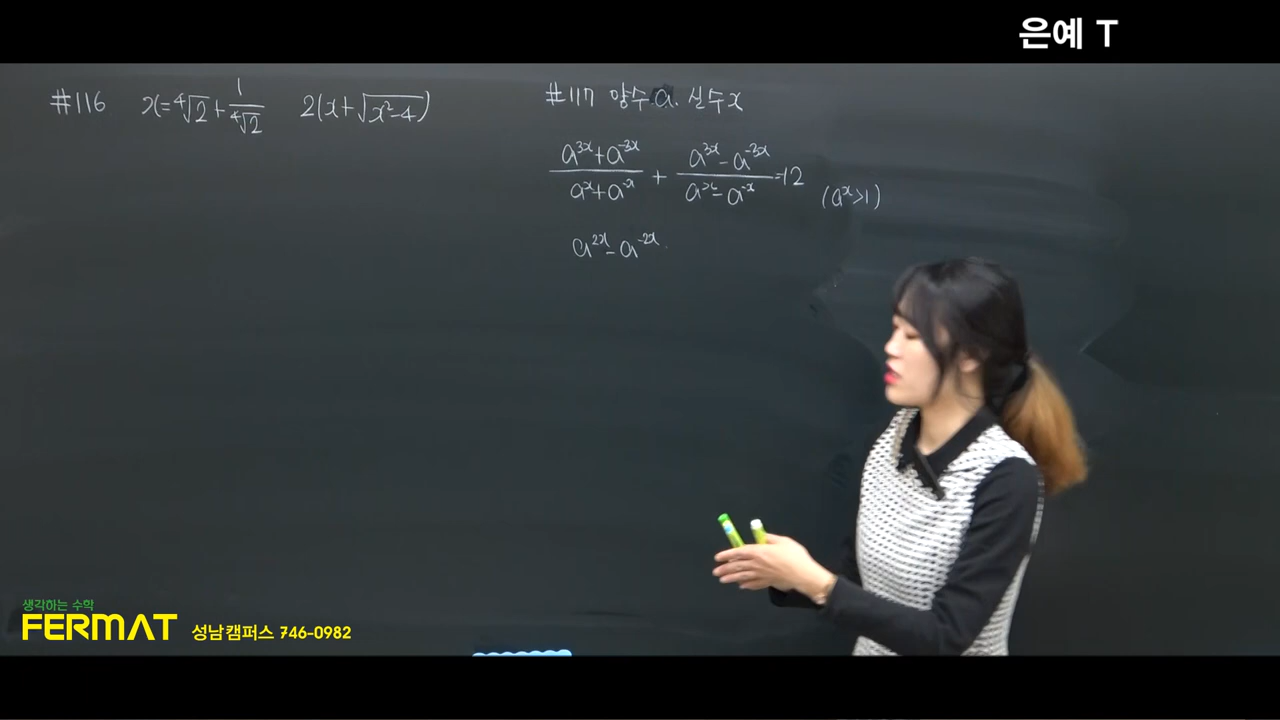 은예 T
#116 x=⁴√2+1/⁴√2 2(x+√(x²-4))
#117 양수 a. 실수 x
(a^{3x}+a^{-3x})/(a^x+a^{-x}) + (a^{3x}-a^{-3x})/(a^x-a^{-x})=12 (a^x>1)
a^{2x}-a^{-2x}
생각하는 수학
FERMAT 성남캠퍼스 746-0982